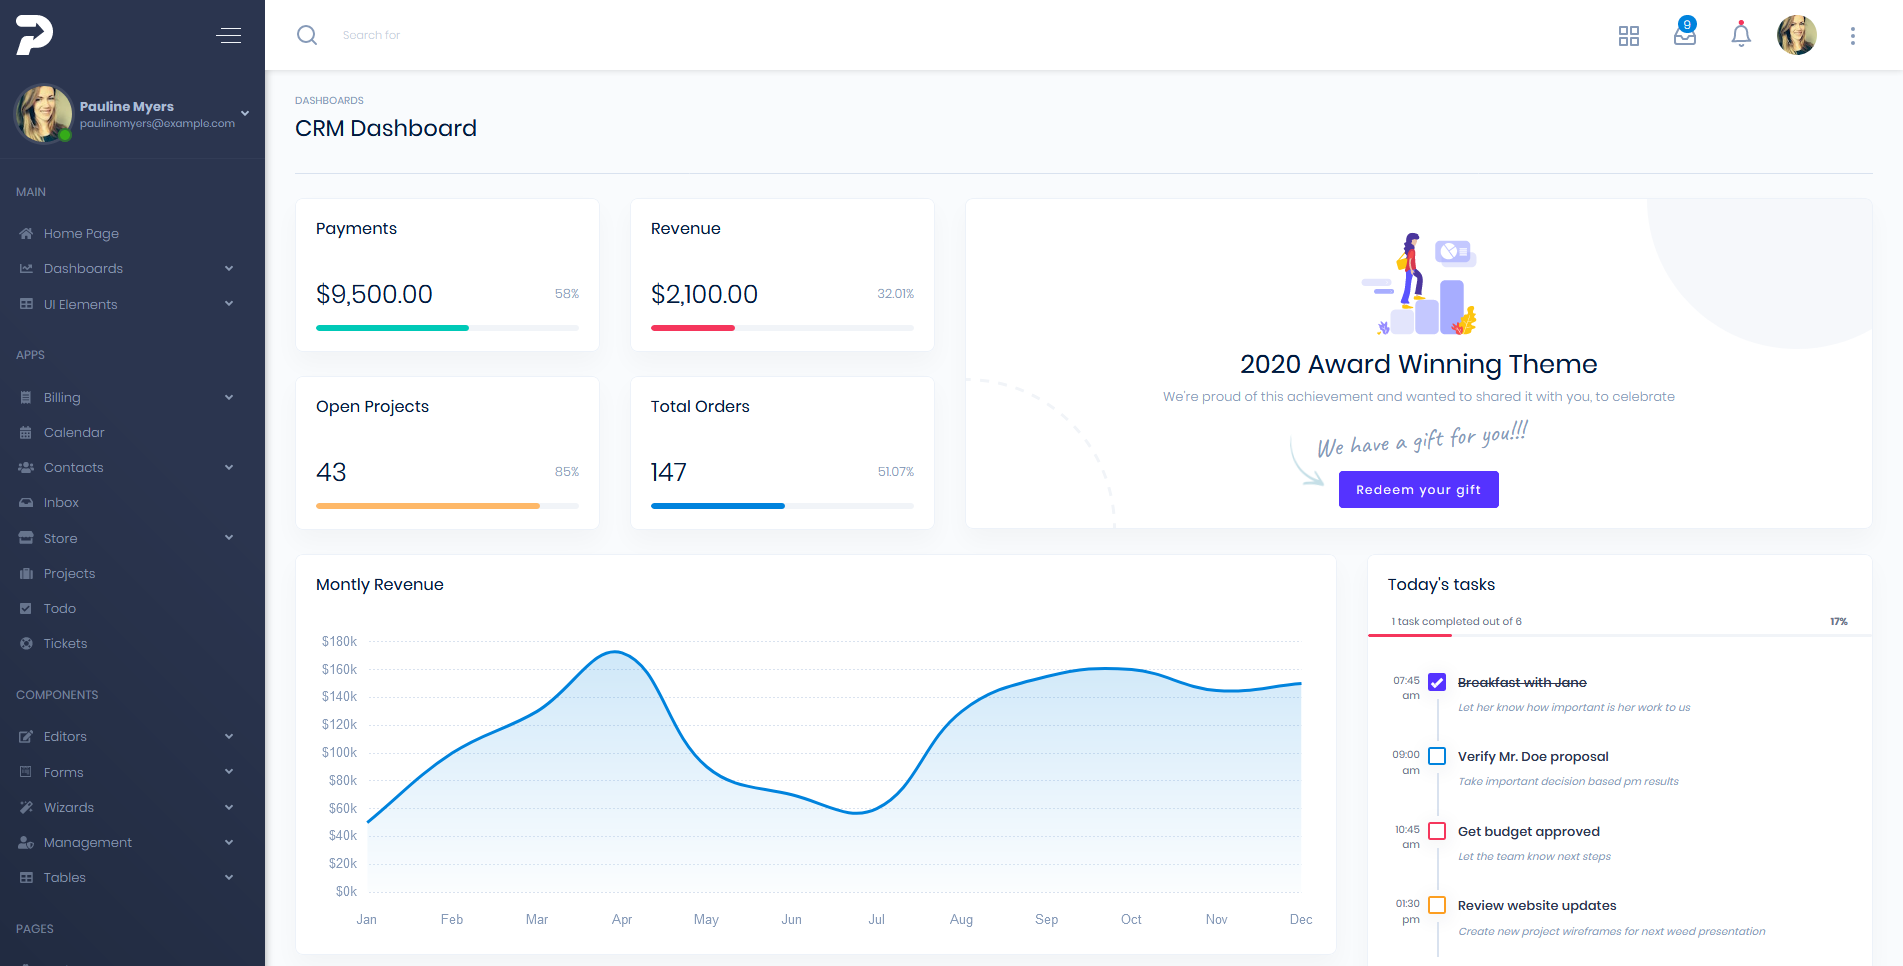 Search for
9
Pauline Myers
paulinemyers@example.com
MAIN
Home Page
Dashboards
UI Elements
APPS
Billing
Calendar
Contacts
Inbox
Store
Projects
Todo
Tickets
COMPONENTS
Editors
Forms
Wizards
Management
Tables
PAGES
DASHBOARDS
CRM Dashboard
Payments
$9,500.00 58%
Revenue
$2,100.00 32.01%
Open Projects
43 85%
Total Orders
147 51.07%
2020 Award Winning Theme
We're proud of this achievement and wanted to shared it with you, to celebrate
We have a gift for you!!!
Redeem your gift
Montly Revenue
$180k
$160k
$140k
$120k
$100k
$80k
$60k
$40k
$20k
$0k
Jan Feb Mar Apr May Jun Jul Aug Sep Oct Nov Dec
Today's tasks
1 task completed out of 6 17%
07:45 am
Breakfast with Jane
Let her know how important is her work to us
09:00 am
Verify Mr. Doe proposal
Take important decision based pm results
10:45 am
Get budget approved
Let the team know next steps
01:30 pm
Review website updates
Create new project wireframes for next weed presentation